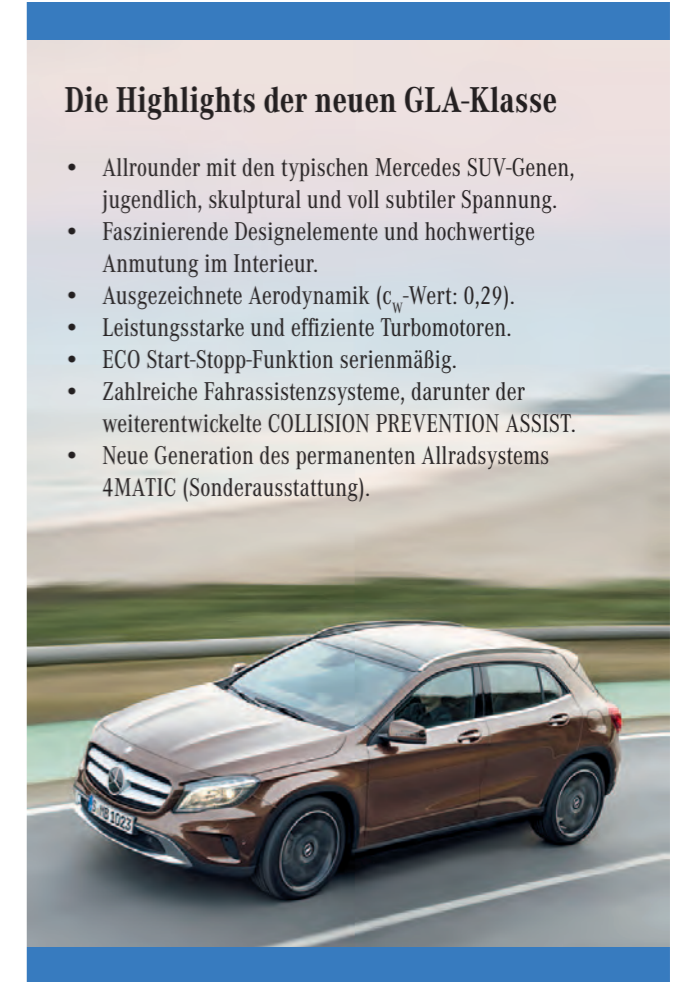 Die Highlights der neuen GLA-Klasse
• Allrounder mit den typischen Mercedes SUV-Genen,
jugendlich, skulptural und voll subtiler Spannung.
• Faszinierende Designelemente und hochwertige
Anmutung im Interieur.
• Ausgezeichnete Aerodynamik (cW-Wert: 0,29).
• Leistungsstarke und effiziente Turbomotoren.
• ECO Start-Stopp-Funktion serienmäßig.
• Zahlreiche Fahrassistenzsysteme, darunter der
weiterentwickelte COLLISION PREVENTION ASSIST.
• Neue Generation des permanenten Allradsystems
4MATIC (Sonderausstattung).
S MB 1023